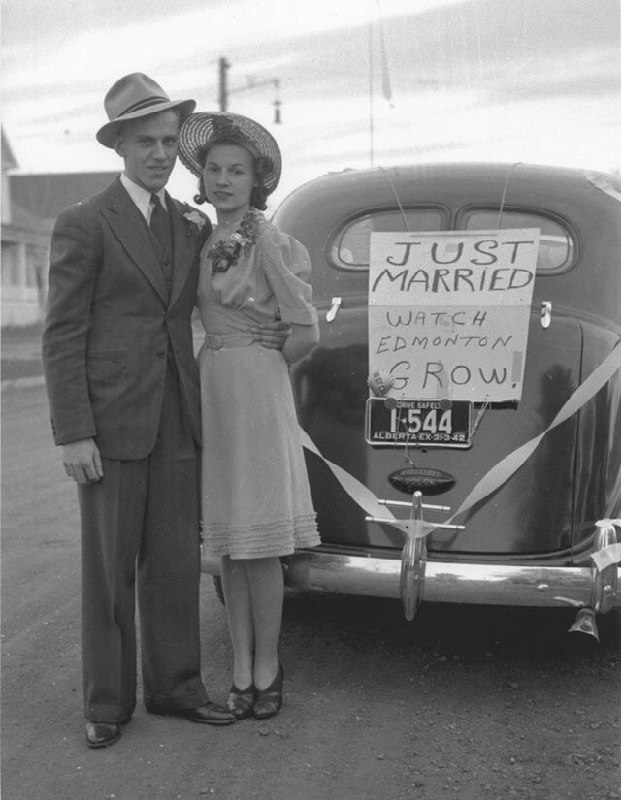 JUST
MARRIED
WATCH
EDMONTON
GROW!
DRIVE SAFELY
1-544
ALBERTA-EX-31-3-42